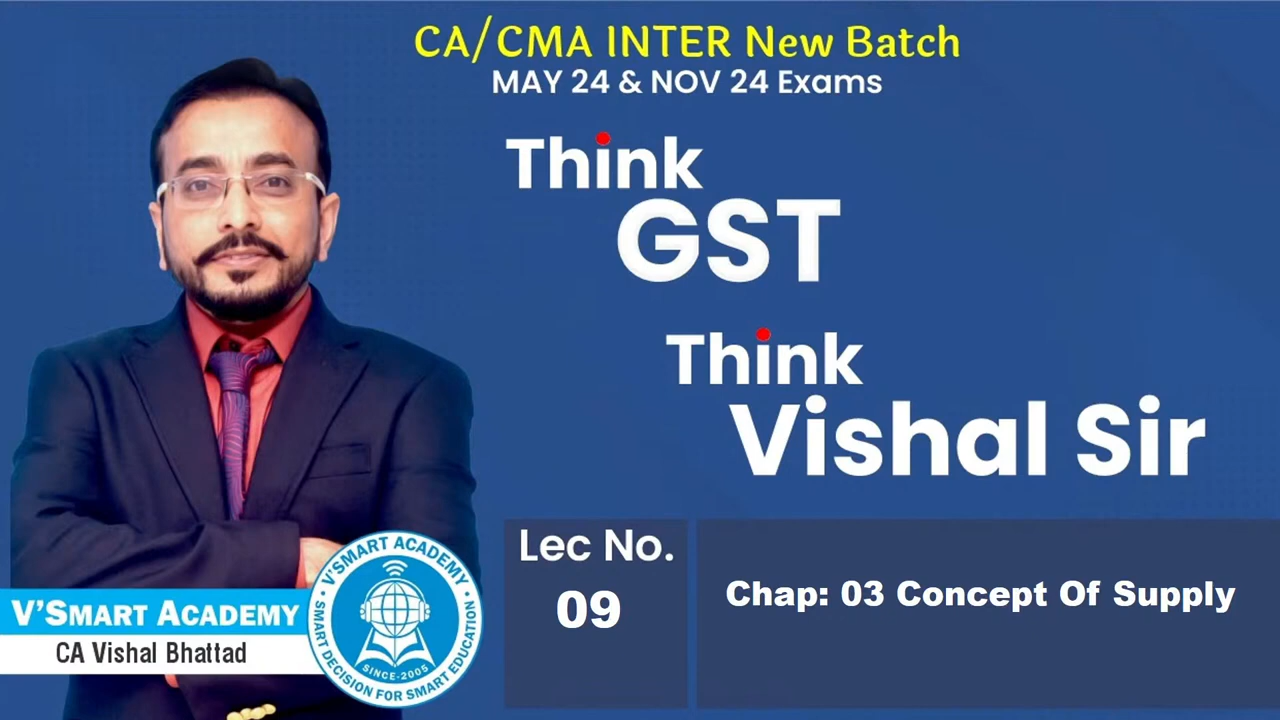 CA/CMA INTER New Batch
MAY 24 & NOV 24 Exams
Think
GST
Think
Vishal Sir
Lec No.
09
Chap: 03 Concept Of Supply
V'SMART ACADEMY
CA Vishal Bhattad
V'SMART ACADEMY
SINCE-2005
SMART DECISION FOR SMART EDUCATION